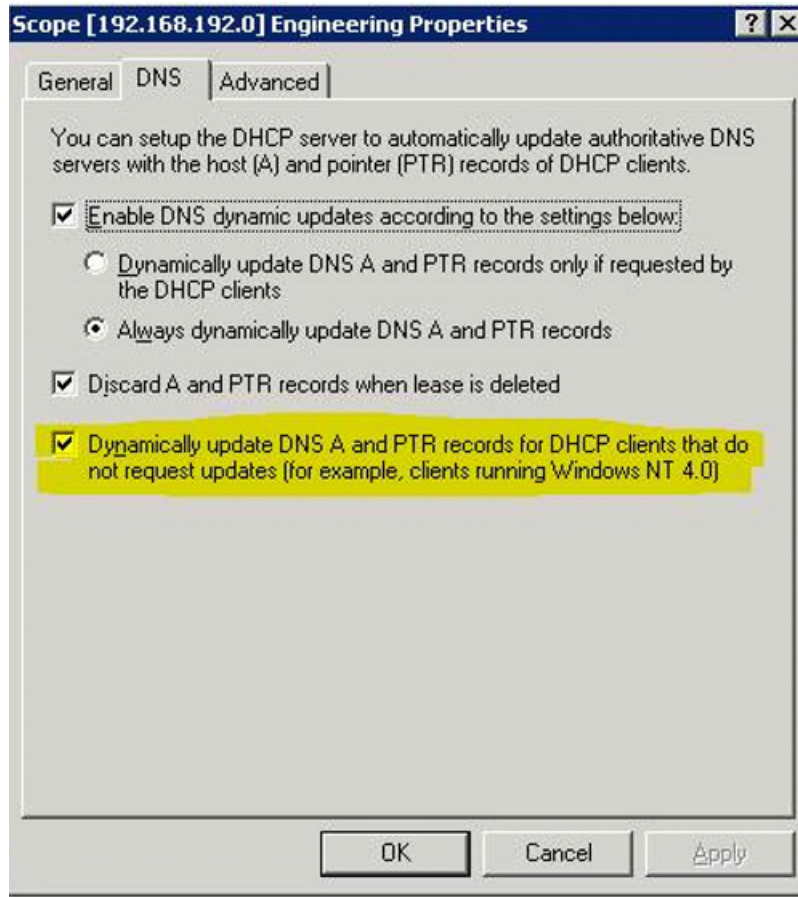 Scope [192.168.192.0] Engineering Properties
General DNS Advanced
You can setup the DHCP server to automatically update authoritative DNS
servers with the host (A) and pointer (PTR) records of DHCP clients.
Enable DNS dynamic updates according to the settings below:
Dynamically update DNS A and PTR records only if requested by
the DHCP clients
Always dynamically update DNS A and PTR records
Discard A and PTR records when lease is deleted
Dynamically update DNS A and PTR records for DHCP clients that do
not request updates (for example, clients running Windows NT 4.0)
OK Cancel Apply